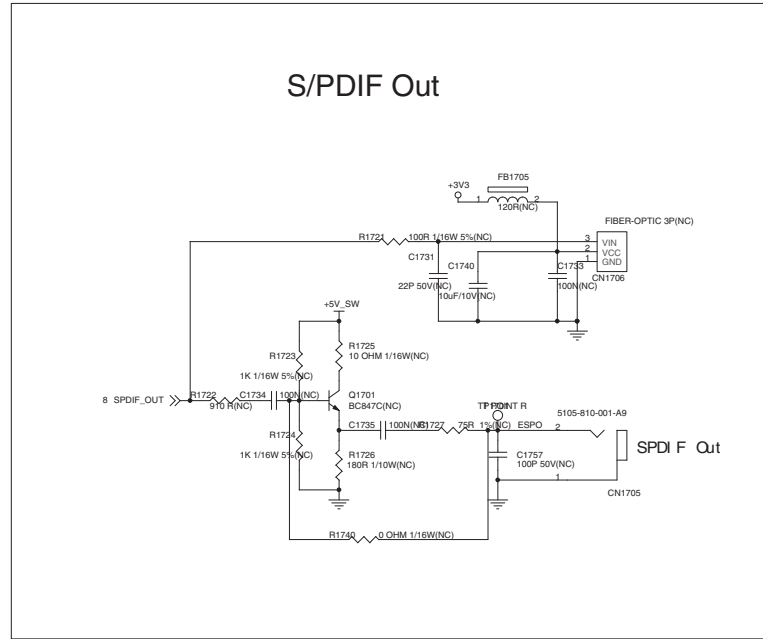 S/PDIF Out
FB1705
+3V3
1
2
120R(NC)
FIBER-OPTIC 3P(NC)
R1721
100R 1/16W 5%(NC)
3
VIN
2
VCC
1
GND
C1731
C1740
C1733
22P 50V(NC)
10uF/10V(NC)
100N(NC)
CN1706
+5V_SW
R1725
10 OHM 1/16W(NC)
R1723
1K 1/16W 5%(NC)
8 SPDIF_OUT
R1722
910 R(NC)
C1734
100N(NC)
Q1701
BC847C(NC)
R1724
1K 1/16W 5%(NC)
C1735
100N(NC)
R1727
75R 1%(NC)
ESPO
5105-810-001-A9
2
SPDIF Out
R1726
180R 1/10W(NC)
C1757
100P 50V(NC)
1
CN1705
R1740
0 OHM 1/16W(NC)